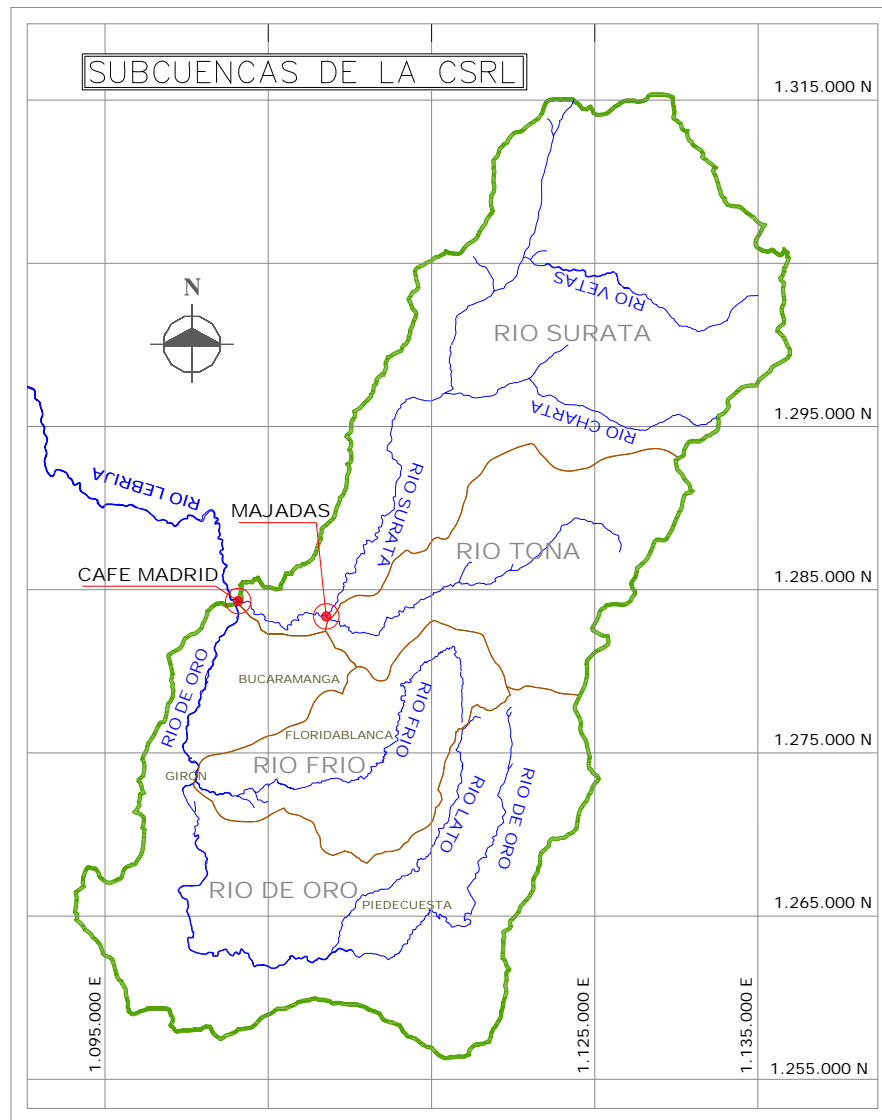 SUBCUENCAS DE LA CSRL
1.315.000 N
N
RIO VETAS
RIO SURATA
RIO CHARTA
1.295.000 N
RIO LEBRIJA
RIO SURATA
MAJADAS
RIO TONA
CAFE MADRID
1.285.000 N
RIO DE ORO
BUCARAMANGA
RIO FRIO
FLORIDABLANCA
1.275.000 N
RIO FRIO
GIRON
RIO LATO
RIO DE ORO
RIO DE ORO
PIEDECUESTA
1.265.000 N
1.095.000 E
1.125.000 E
1.135.000 E
1.255.000 N